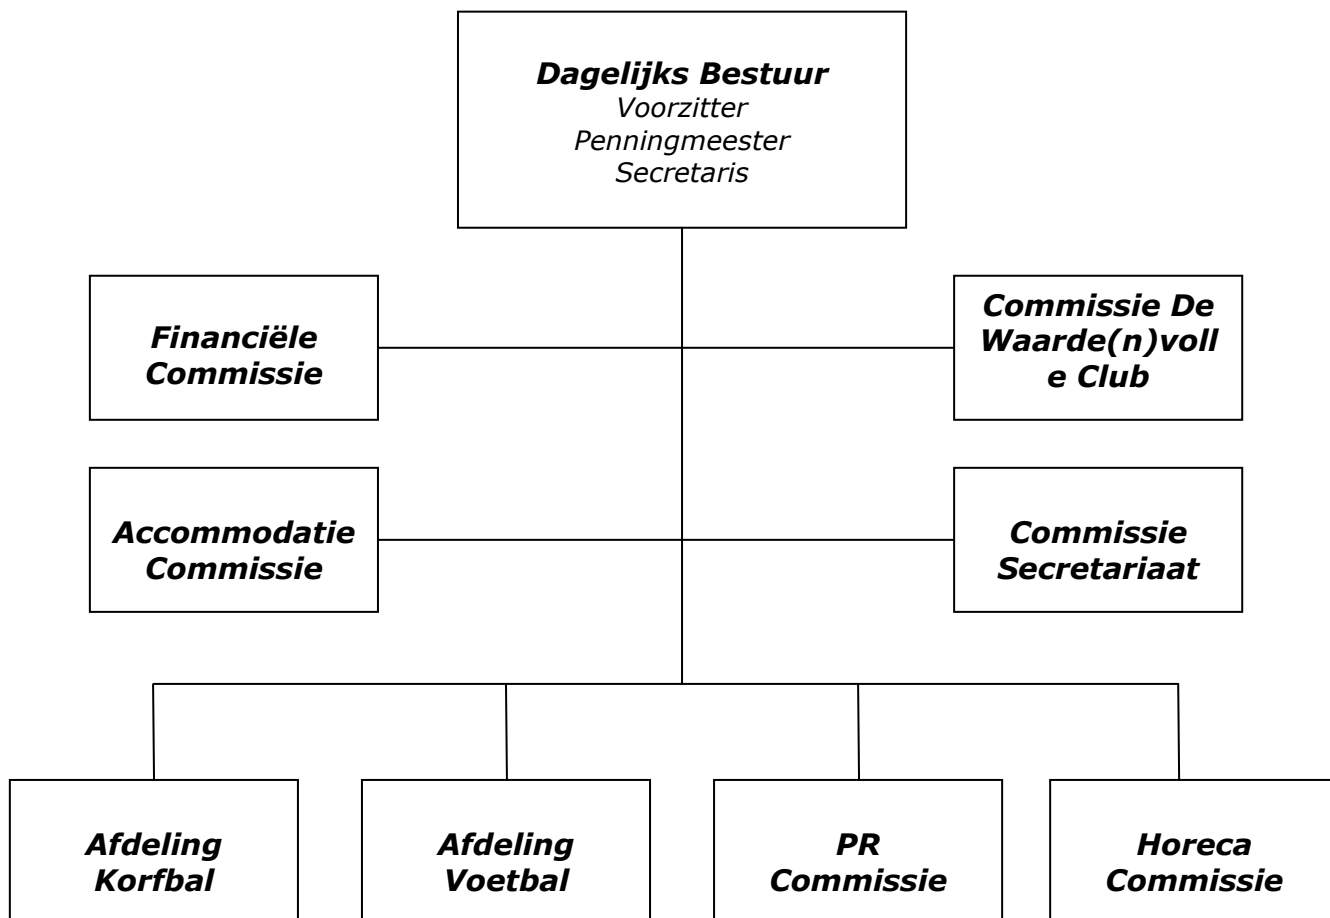 Dagelijks Bestuur
Voorzitter
Penningmeester
Secretaris
Financiële
Commissie
Commissie De
Waarde(n)voll
e Club
Accommodatie
Commissie
Commissie
Secretariaat
Afdeling
Korfbal
Afdeling
Voetbal
PR
Commissie
Horeca
Commissie